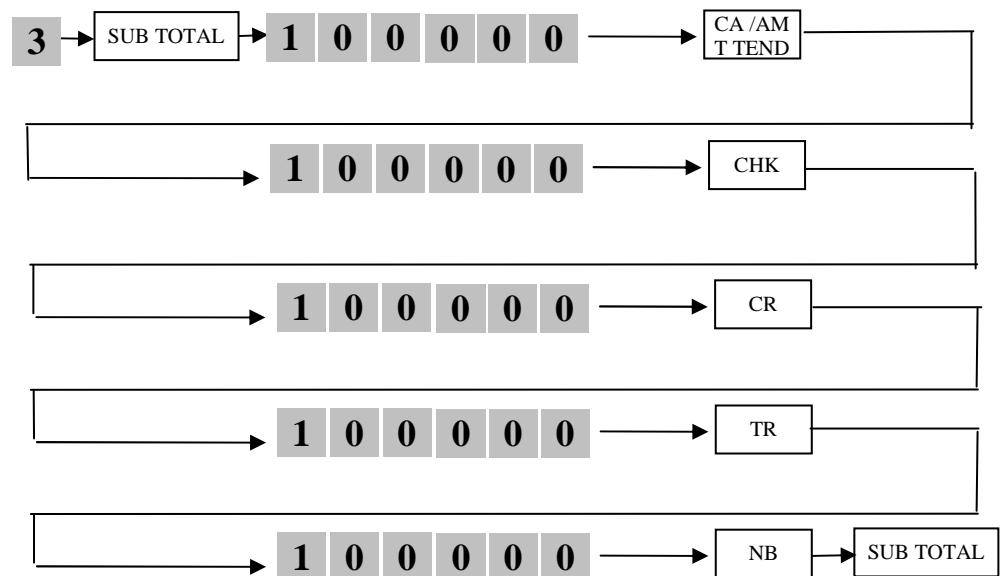 3 SUB TOTAL 1 0 0 0 0 0 CA /AM
T TEND
1 0 0 0 0 0 CHK
1 0 0 0 0 0 CR
1 0 0 0 0 0 TR
1 0 0 0 0 0 NB SUB TOTAL